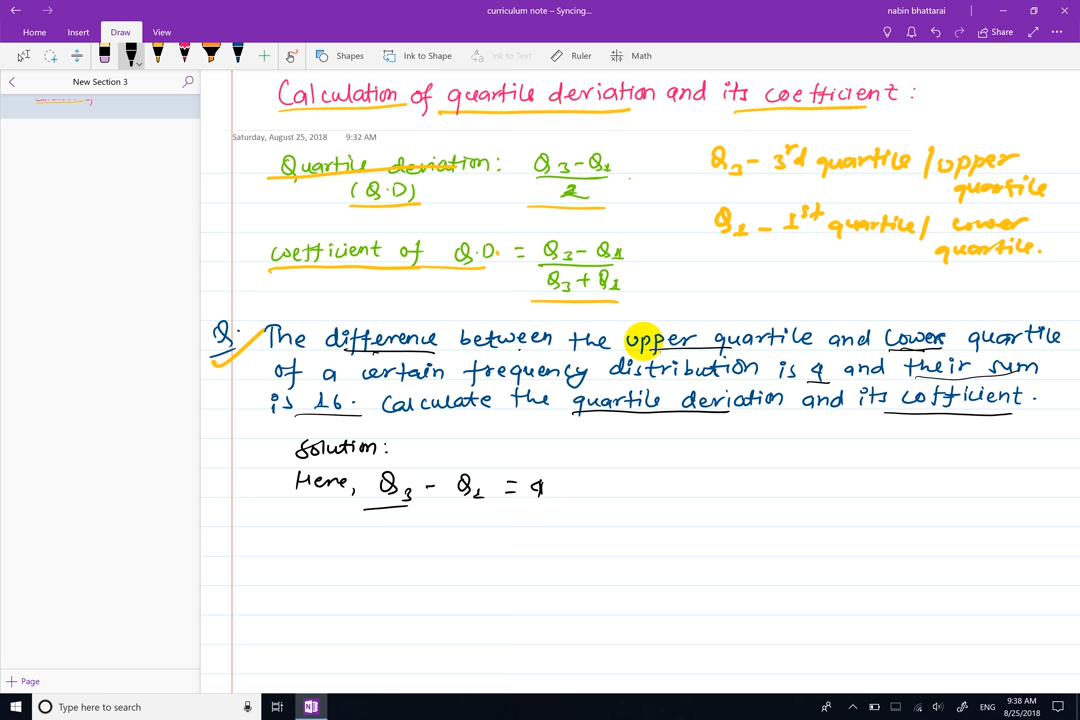 curriculum note - Syncing...
nabin bhattarai
Home Insert Draw View
Share
Shapes Ink to Shape Ink to Text Ruler Math
New Section 3
Calculation of
Calculation of quartile deviation and its coefficient :
Saturday, August 25, 2018 9:32 AM
Quartile deviation: Q3 - Q1
(Q.D) 2
Q3 - 3rd quartile / upper
quartile
Q1 - 1st quartile / Lower
quartile.
coefficient of Q.D. = Q3 - Q1
Q3 + Q1
Q. The difference between the upper quartile and Lower quartile
of a certain frequency distribution is 4 and their sum
is 16. Calculate the quartile deviation and its cofficient.
Solution:
Here, Q3 - Q1 = 4
+ Page
Type here to search
ENG
9:38 AM
8/25/2018